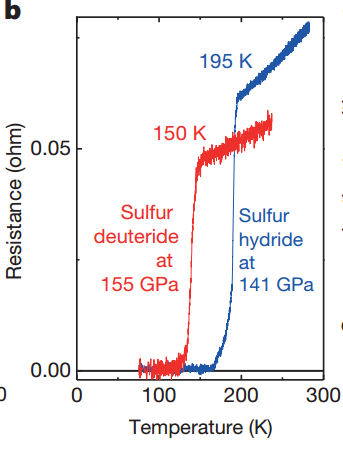 b
195 K
150 K
0.05
Resistance (ohm)
Sulfur
deuteride
at
155 GPa
Sulfur
hydride
at
141 GPa
0.00
0
0
100
200
300
Temperature (K)